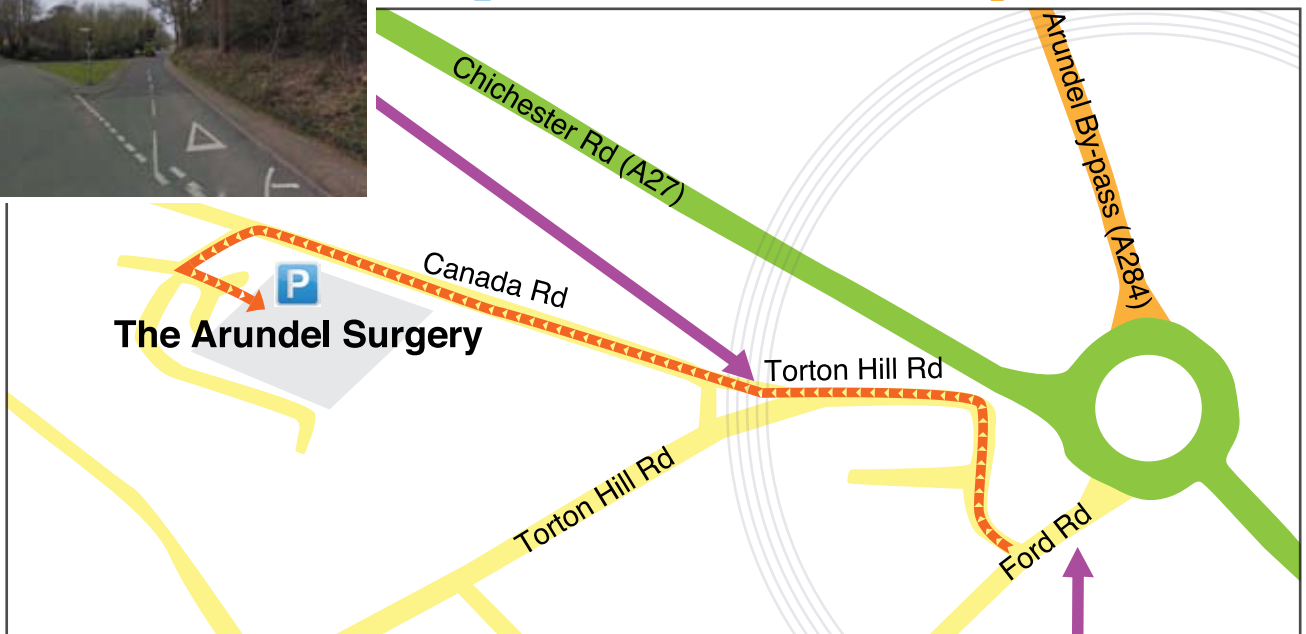 Arundel By-pass (A284)
Chichester Rd (A27)
Canada Rd
P
The Arundel Surgery
Torton Hill Rd
Torton Hill Rd
Ford Rd